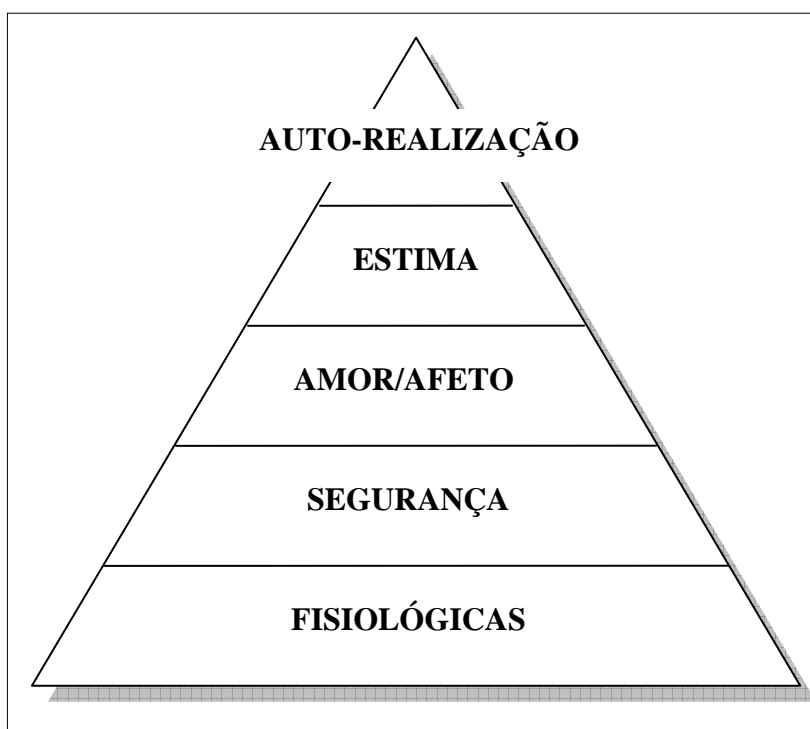 AUTO-REALIZAÇÃO
ESTIMA
AMOR/AFETO
SEGURANÇA
FISIOLÓGICAS